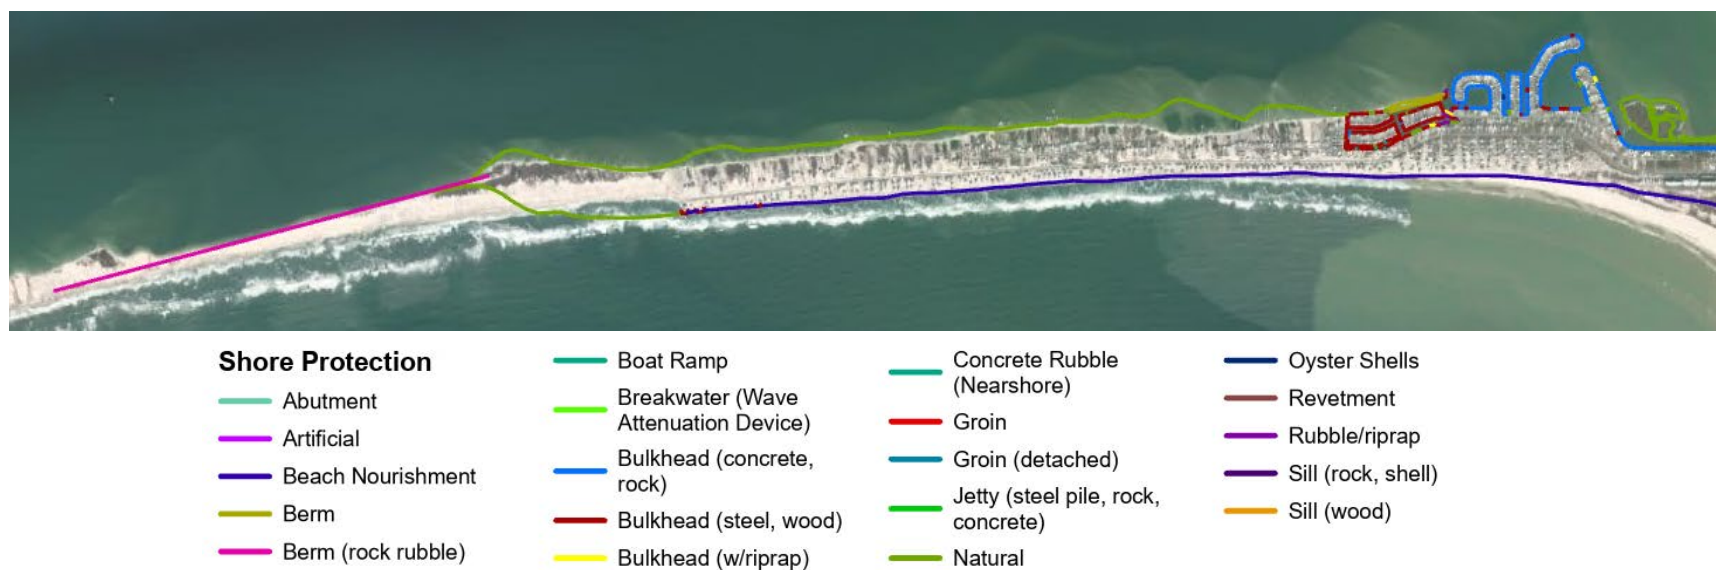 Shore Protection
Abutment
Artificial
Beach Nourishment
Berm
Berm (rock rubble)
Boat Ramp
Breakwater (Wave
Attenuation Device)
Bulkhead (concrete,
rock)
Bulkhead (steel, wood)
Bulkhead (w/riprap)
Concrete Rubble
(Nearshore)
Groin
Groin (detached)
Jetty (steel pile, rock,
concrete)
Natural
Oyster Shells
Revetment
Rubble/riprap
Sill (rock, shell)
Sill (wood)